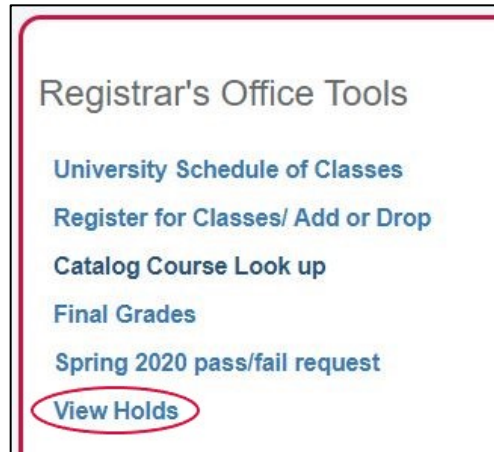 Registrar's Office Tools
University Schedule of Classes
Register for Classes/ Add or Drop
Catalog Course Look up
Final Grades
Spring 2020 pass/fail request
View Holds